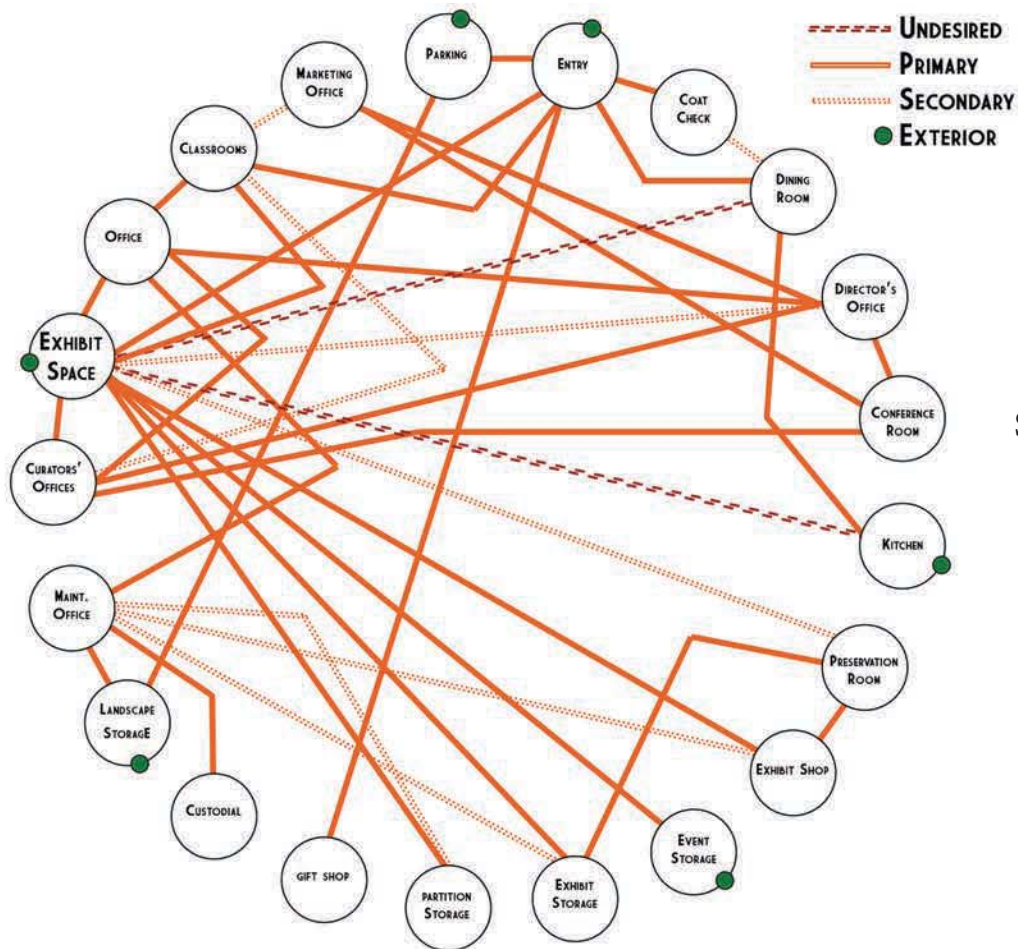 Undesired
Primary
Secondary
Exterior
Parking
Entry
Marketing
Office
Coat
Check
Classrooms
Dining
Room
Office
Director's
Office
Exhibit
Space
Conference
Room
Curators'
Offices
S
Kitchen
Maint.
Office
Preservation
Room
Landscape
Storage
Exhibit Shop
Custodial
Event
Storage
gift shop
partition
Storage
Exhibit
Storage